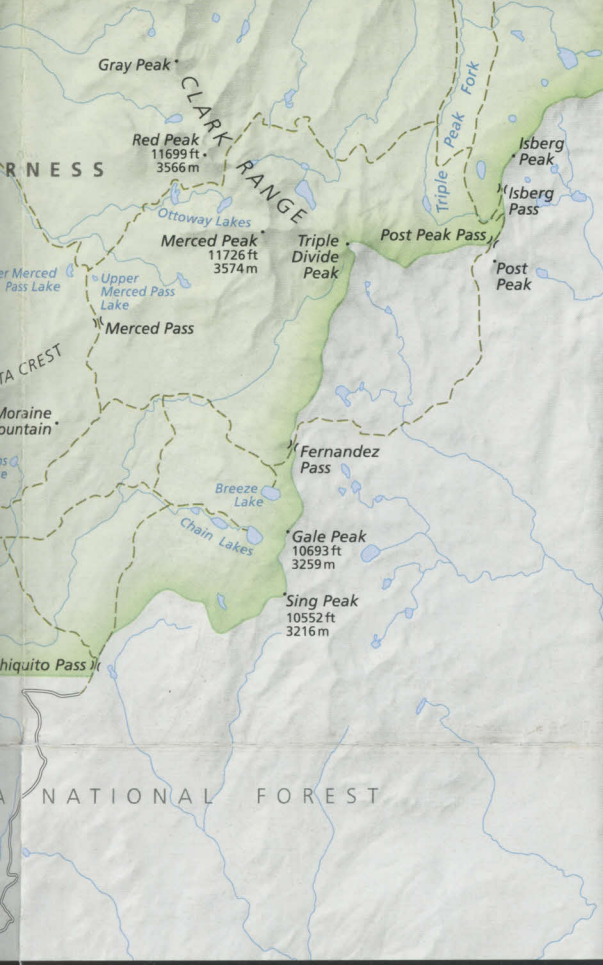 Gray Peak
CLARK RANGE
Triple Peak Fork
Red Peak
11699 ft
3566 m
Isberg
Peak
RNESS
Isberg
Pass
Ottoway Lakes
Merced Peak
11726 ft
3574 m
Triple
Divide
Peak
Post Peak Pass
Post
Peak
er Merced
Pass Lake
Upper
Merced Pass
Lake
Merced Pass
TA CREST
Moraine
ountain
ns
e
Fernandez
Pass
Breeze
Lake
Chain Lakes
Gale Peak
10693 ft
3259 m
Sing Peak
10552 ft
3216 m
hiquito Pass
A NATIONAL FOREST